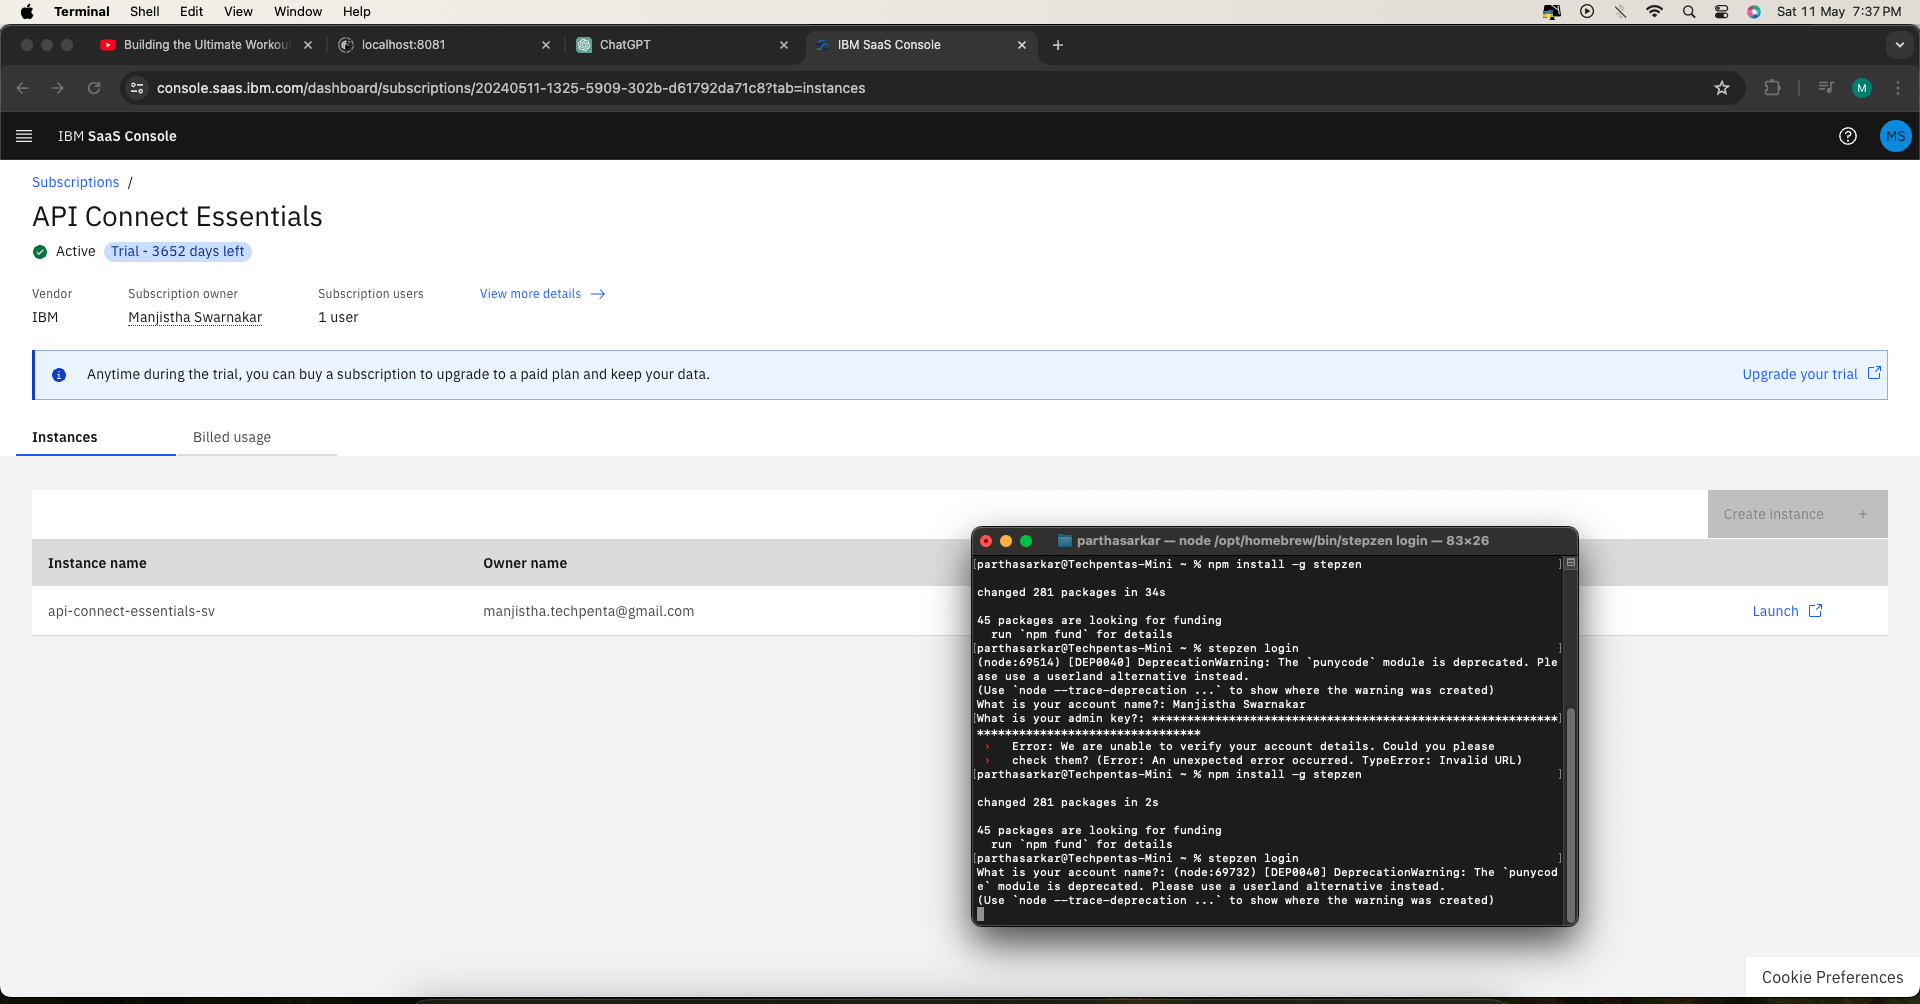 Terminal Shell Edit View Window Help Sat 11 May 7:37 PM
Building the Ultimate Workou localhost:8081 ChatGPT IBM SaaS Console
console.saas.ibm.com/dashboard/subscriptions/20240511-1325-5909-302b-d61792da71c8?tab=instances M
IBM SaaS Console MS
Subscriptions /
API Connect Essentials
Active Trial - 3652 days left
Vendor Subscription owner Subscription users View more details
IBM Manjistha Swarnakar 1 user
Anytime during the trial, you can buy a subscription to upgrade to a paid plan and keep your data. Upgrade your trial
Instances Billed usage
Create instance +
Instance name Owner name
api-connect-essentials-sv manjistha.techpenta@gmail.com Launch
parthasarkar — node /opt/homebrew/bin/stepzen login — 83×26
[parthasarkar@Techpentas-Mini ~ % npm install -g stepzen ]
changed 281 packages in 34s
45 packages are looking for funding
run `npm fund` for details
[parthasarkar@Techpentas-Mini ~ % stepzen login ]
(node:69514) [DEP0040] DeprecationWarning: The `punycode` module is deprecated. Ple
ase use a userland alternative instead.
(Use `node --trace-deprecation ...` to show where the warning was created)
What is your account name?: Manjistha Swarnakar
[What is your admin key?: **********************************************************]
********************************
› Error: We are unable to verify your account details. Could you please
› check them? (Error: An unexpected error occurred. TypeError: Invalid URL)
[parthasarkar@Techpentas-Mini ~ % npm install -g stepzen ]
changed 281 packages in 2s
45 packages are looking for funding
run `npm fund` for details
[parthasarkar@Techpentas-Mini ~ % stepzen login ]
What is your account name?: (node:69732) [DEP0040] DeprecationWarning: The `punycod
e` module is deprecated. Please use a userland alternative instead.
(Use `node --trace-deprecation ...` to show where the warning was created)
Cookie Preferences